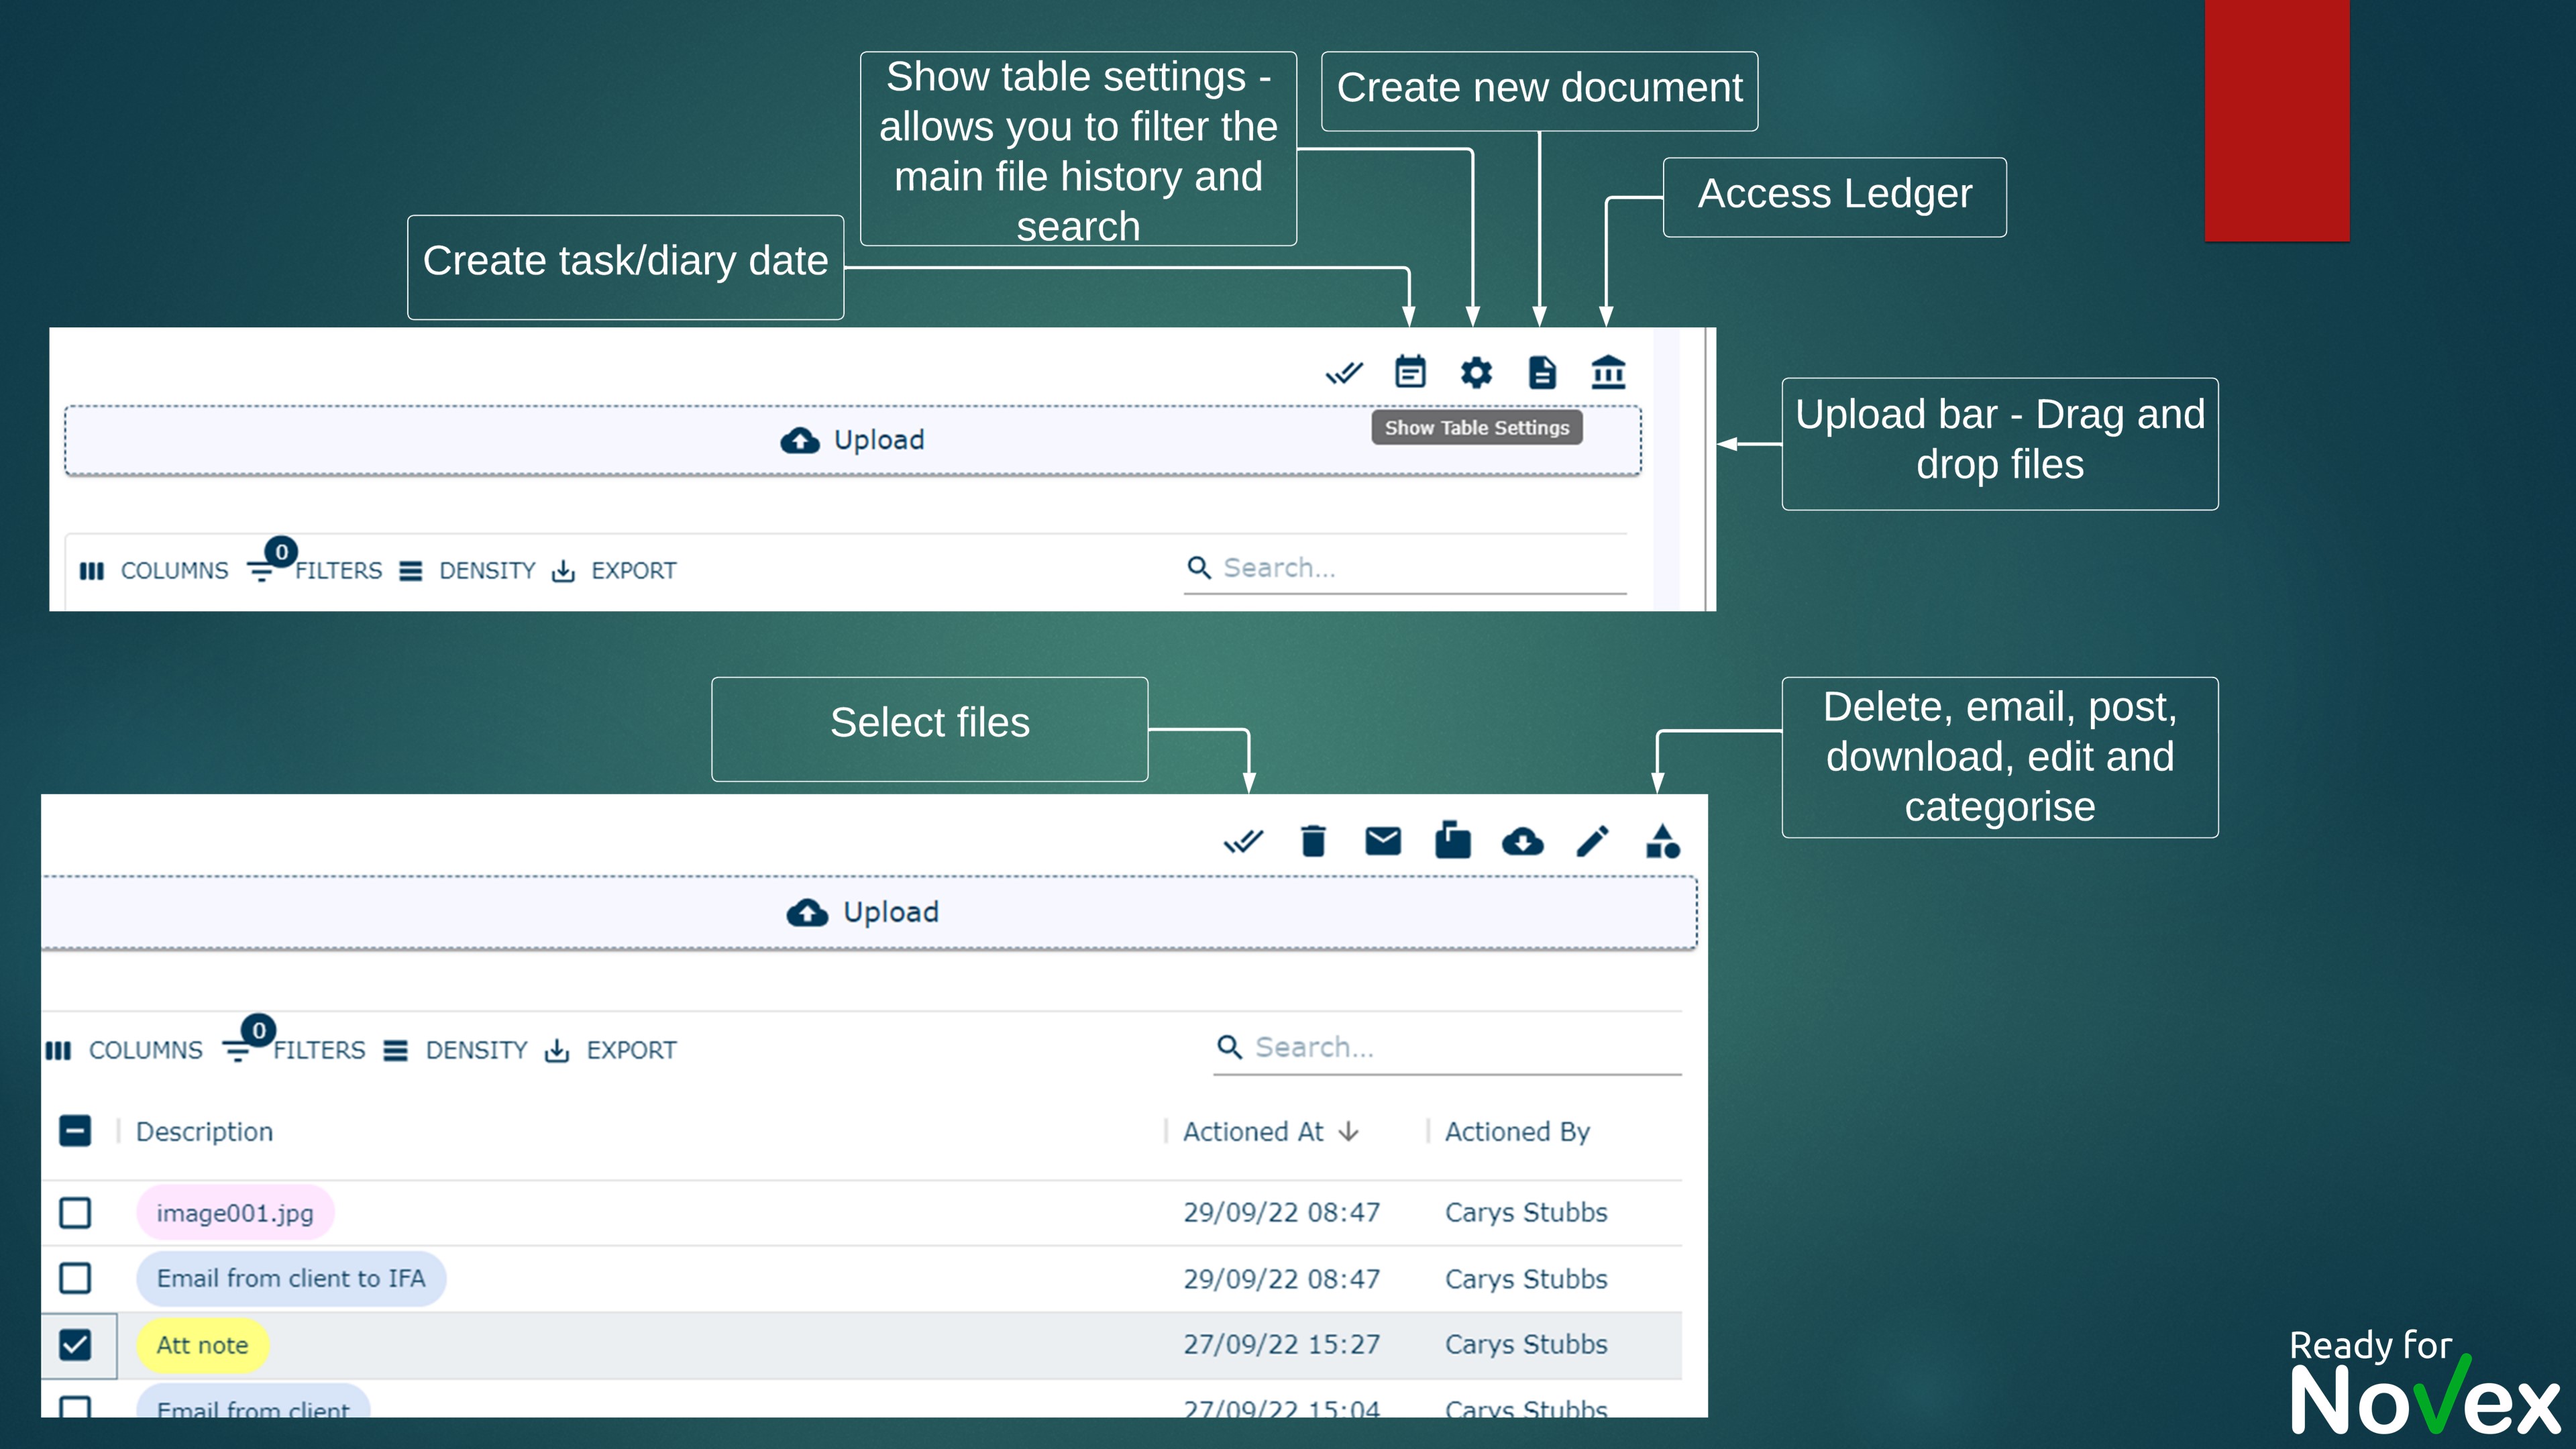 Show table settings -
allows you to filter the
main file history and
search
Create new document
Access Ledger
Create task/diary date
Show Table Settings
Upload
Upload bar - Drag and
drop files
COLUMNS 0 FILTERS DENSITY EXPORT Search...
Select files
Delete, email, post,
download, edit and
categorise
Upload
COLUMNS 0 FILTERS DENSITY EXPORT Search...
Description Actioned At Actioned By
image001.jpg 29/09/22 08:47 Carys Stubbs
Email from client to IFA 29/09/22 08:47 Carys Stubbs
Att note 27/09/22 15:27 Carys Stubbs
Email from client 27/09/22 15:04 Carys Stubbs
Ready for
Novex